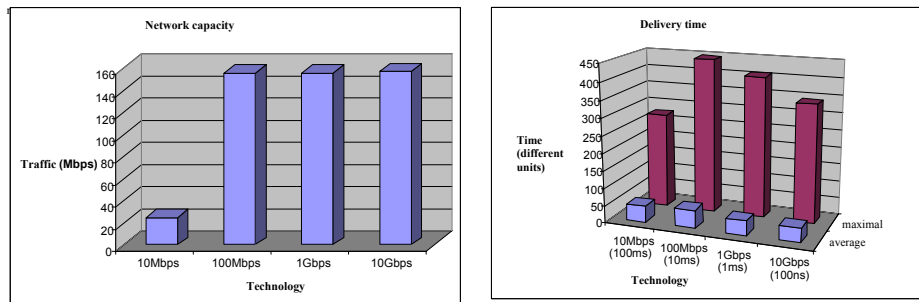 Network capacity
160
140
120
100
80
60
40
20
0
Traffic (Mbps)
10Mbps 100Mbps 1Gbps 10Gbps
Technology
Delivery time
450
400
350
300
250
200
150
100
50
0
Time
(different
units)
maximal
average
10Mbps
(100ms)
100Mbps
(10ms)
1Gbps
(1ms)
10Gbps
(100ns)
Technology